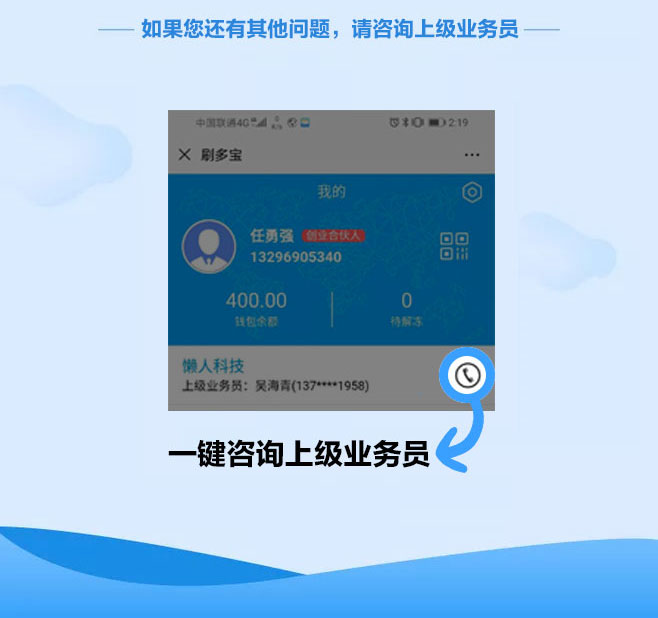 如果您还有其他问题，请咨询上级业务员
中国联通4G 2:19
刷多宝
我的
任勇强 创业合伙人
13296905340
400.00 0
钱包余额 待解冻
懒人科技
上级业务员：吴海青(137****1958)
一键咨询上级业务员